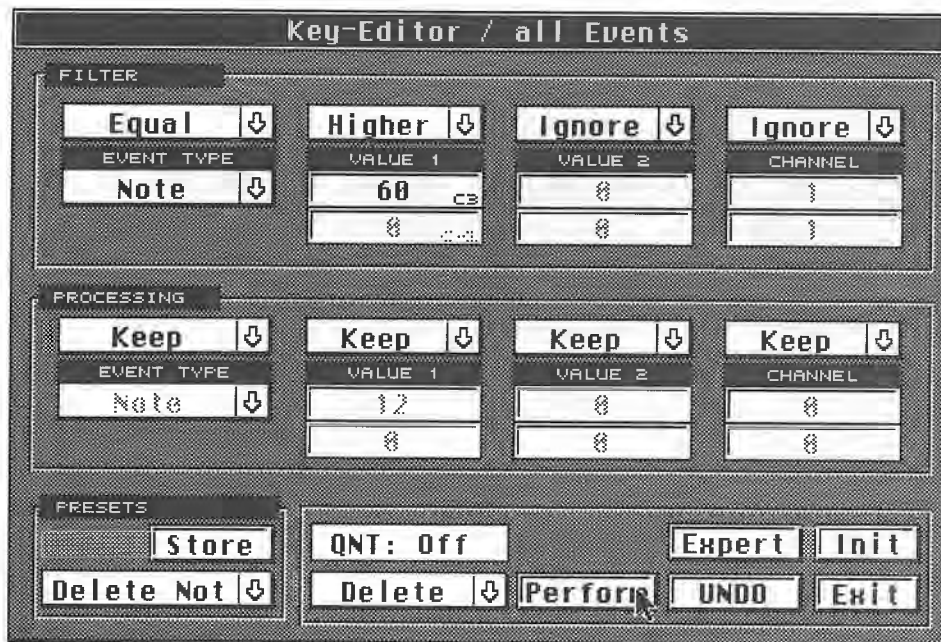 Key-Editor / all Events
FILTER
Equal Higher Ignore Ignore
EVENT TYPE VALUE 1 VALUE 2 CHANNEL
Note 60 C3 0 1
0 C-2 0 1
PROCESSING
Keep Keep Keep Keep
EVENT TYPE VALUE 1 VALUE 2 CHANNEL
Note 12 0 0
0 0 0
PRESETS
Store QNT: Off Expert Init
Delete Not Delete Perform UNDO Exit